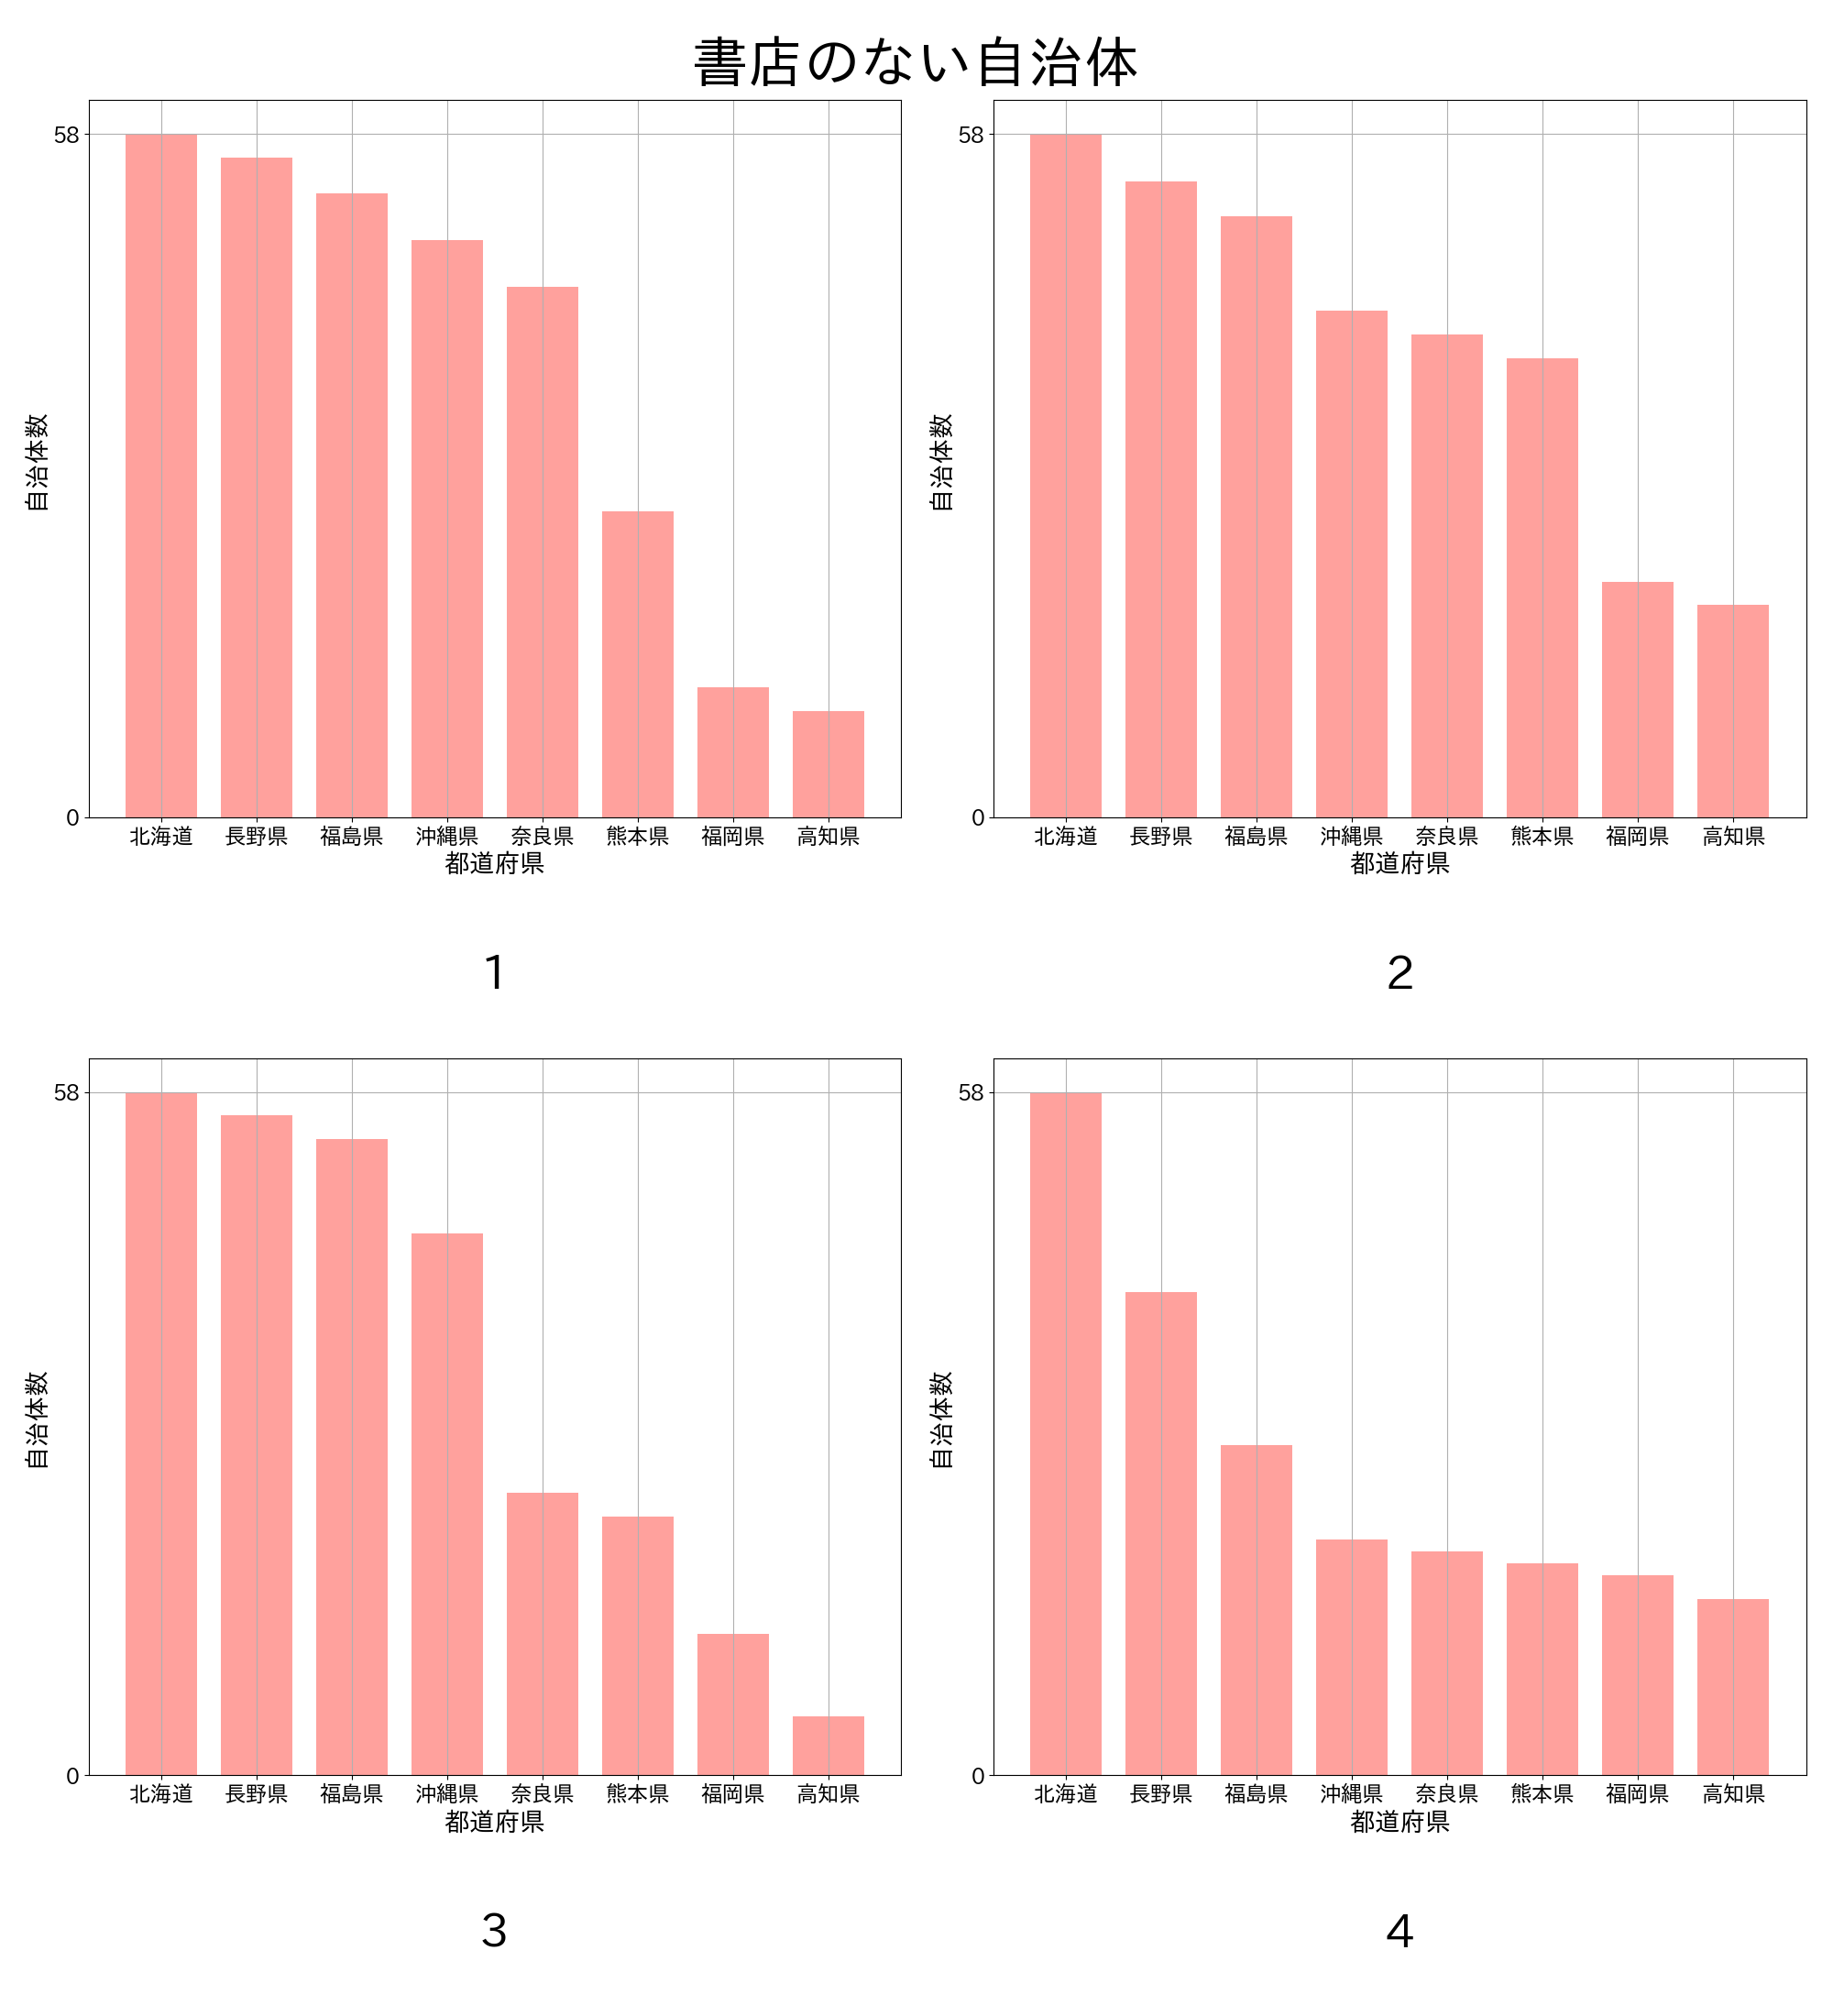 書店のない自治体
58
0
自治体数
北海道 長野県 福島県 沖縄県 奈良県 熊本県 福岡県 高知県
都道府県
1
58
0
自治体数
北海道 長野県 福島県 沖縄県 奈良県 熊本県 福岡県 高知県
都道府県
2
58
0
自治体数
北海道 長野県 福島県 沖縄県 奈良県 熊本県 福岡県 高知県
都道府県
3
58
0
自治体数
北海道 長野県 福島県 沖縄県 奈良県 熊本県 福岡県 高知県
都道府県
4